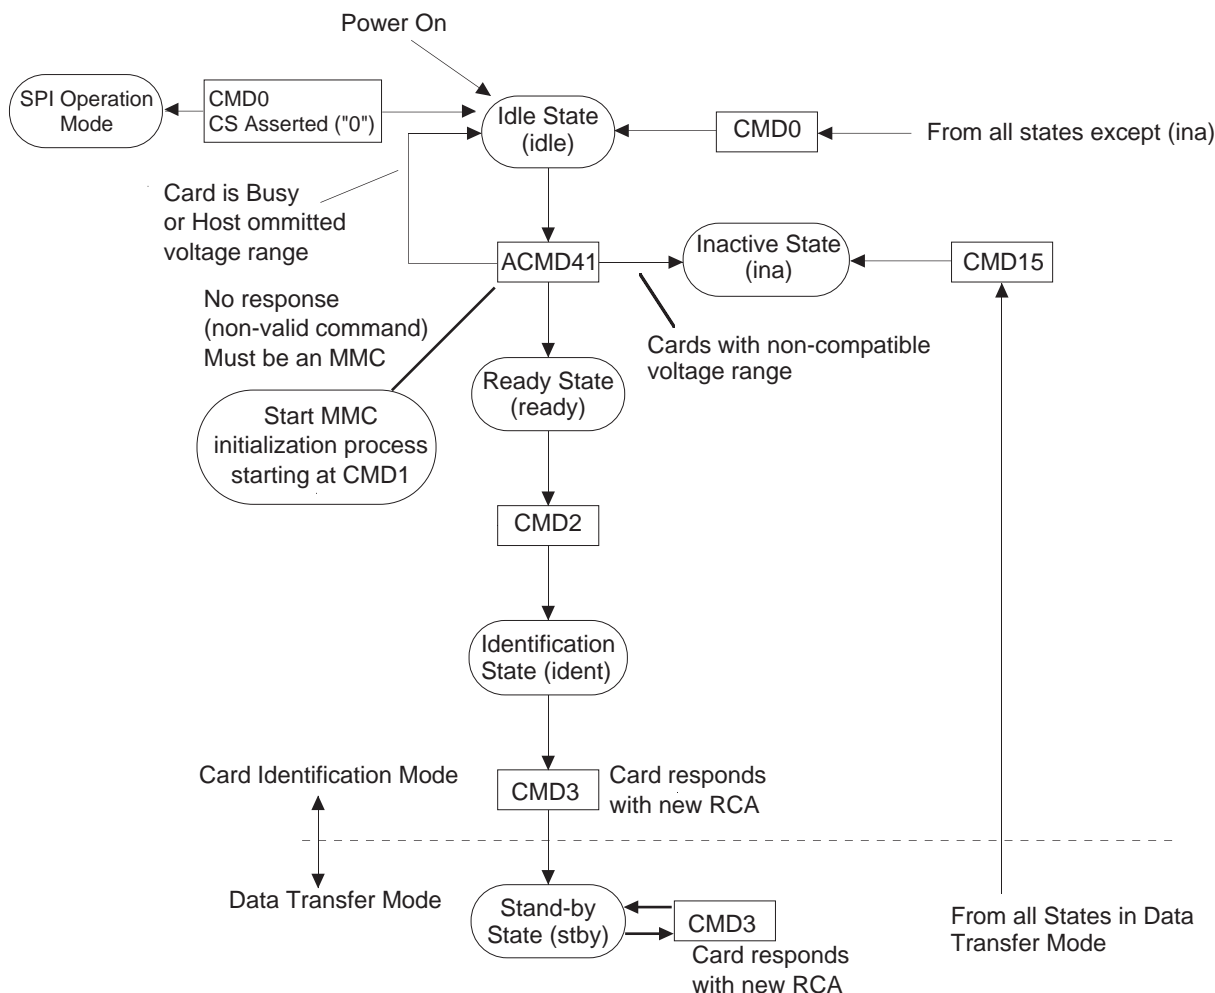 Power On
SPI Operation
Mode
CMD0
CS Asserted ("0")
Idle State
(idle)
CMD0
From all states except (ina)
Card is Busy
or Host ommitted
voltage range
ACMD41
Inactive State
(ina)
CMD15
No response
(non-valid command)
Must be an MMC
Cards with non-compatible
voltage range
Ready State
(ready)
Start MMC
initialization process
starting at CMD1
CMD2
Identification
State (ident)
Card Identification Mode
CMD3
Card responds
with new RCA
Data Transfer Mode
Stand-by
State (stby)
CMD3
Card responds
with new RCA
From all States in Data
Transfer Mode